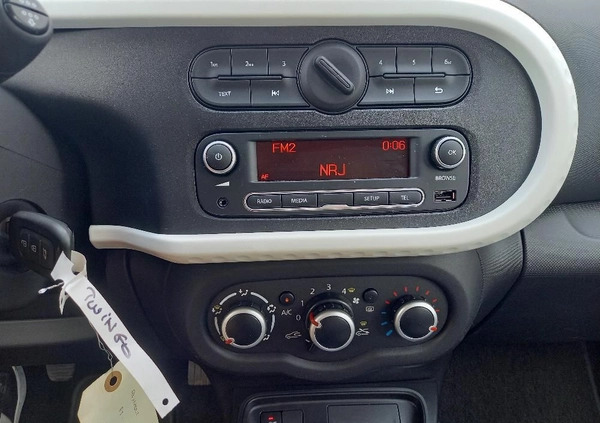 1
2
3
4
5
6
TEXT
FM2 0:06
NRJ
AF
OK
BROWSE
RADIO MEDIA SETUP TEL
A/C 0 1 2 3 4
TWINGO